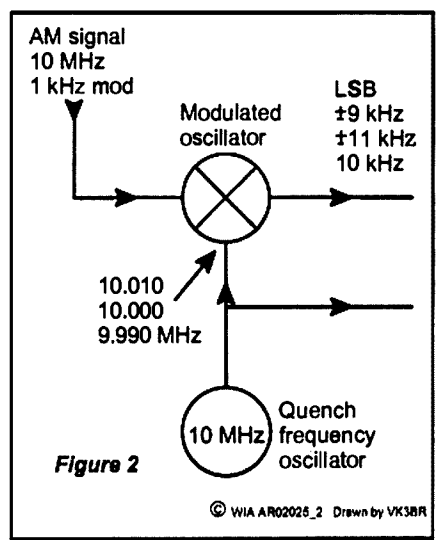 AM signal
10 MHz
1 kHz mod
Modulated
oscillator
LSB
±9 kHz
±11 kHz
10 kHz
10.010
10.000
9.990 MHz
10 MHz
Quench
frequency
oscillator
Figure 2
© WIA AR02025_2 Drawn by VK3BR